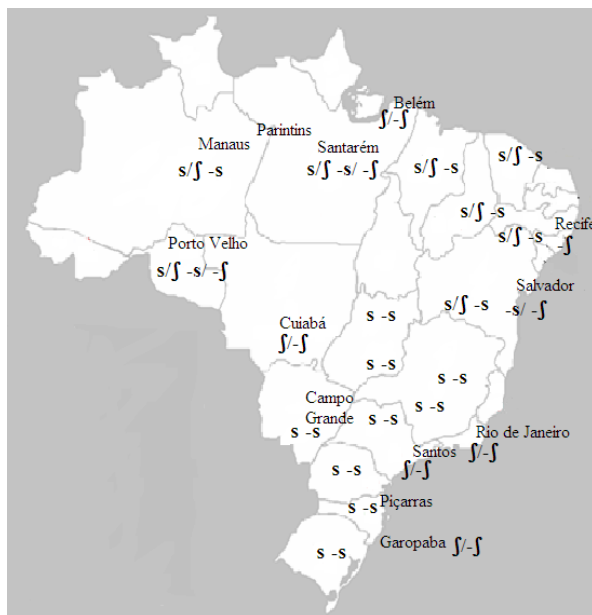 Belém
ʃ/-ʃ
Parintins
Manaus
Santarém
s/ʃ -s
s/ʃ -s/ -ʃ
s/ʃ -s
s/ʃ -s
s/ʃ -s
Recife
s/ʃ -s
-ʃ
Porto Velho
s/ʃ -s/ -ʃ
Salvador
s/ʃ -s
-s/ -ʃ
s -s
Cuiabá
ʃ/-ʃ
s -s
s -s
Campo
Grande
s -s
s -s
s -s
Rio de Janeiro
ʃ/-ʃ
Santos
ʃ/-ʃ
s -s
Piçarras
s -s
Garopaba ʃ/-ʃ
s -s